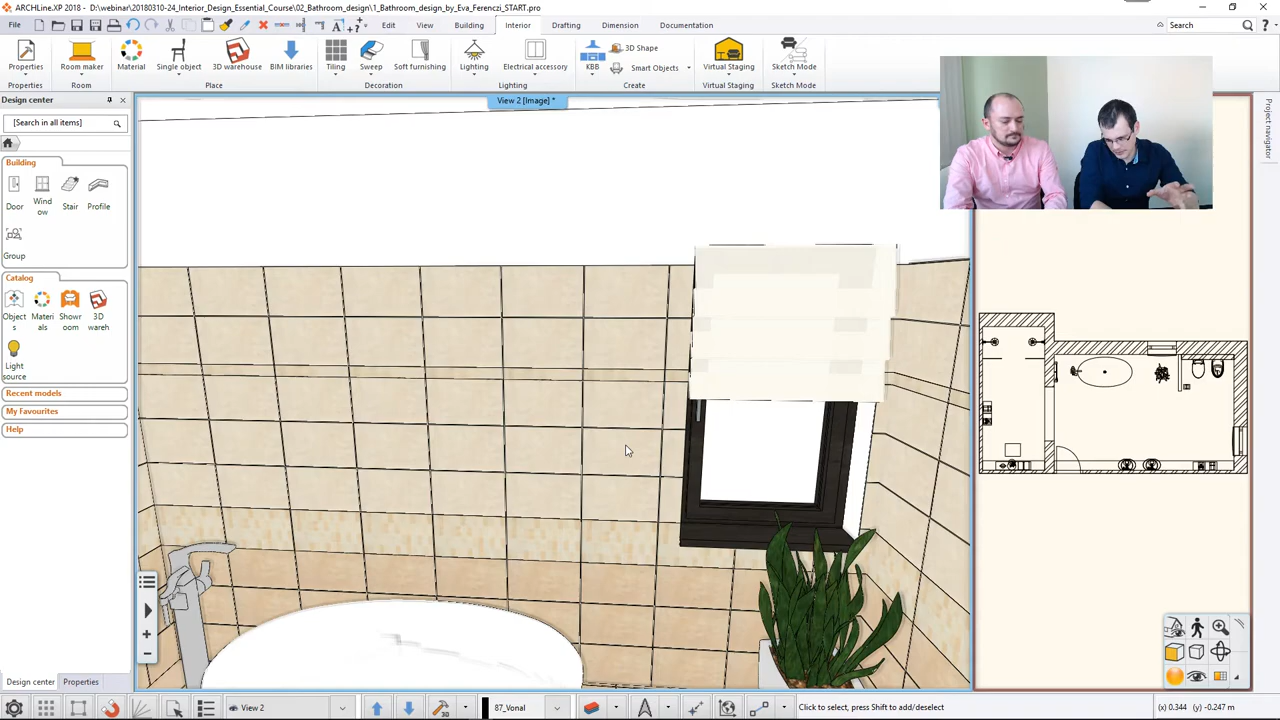 ARCHLine.XP 2018 - D:\webinar\20180310-24_Interior_Design_Essential_Course\02_Bathroom_design\1_Bathroom_design_by_Eva_Ferenczi_START.pro
File Edit View Building Interior Drafting Dimension Documentation Search
Properties Room maker Material Single object 3D warehouse BIM libraries Tiling Sweep Soft furnishing Lighting Electrical accessory KBB 3D Shape Smart Objects Virtual Staging Sketch Mode
Properties Room Place Decoration Lighting Create Virtual Staging Sketch Mode
Design center
View 2 [Image] *
Project navigator
[Search in all items]
Building
Door Wind ow Stair Profile
Group
Catalog
Object s Materi als Show room 3D wareh
Light source
Recent models
My Favourites
Help
Design center Properties
View 2 30 87_Vonal Click to select, press Shift to add/deselect (x) 0.344 (y) -0.247 m